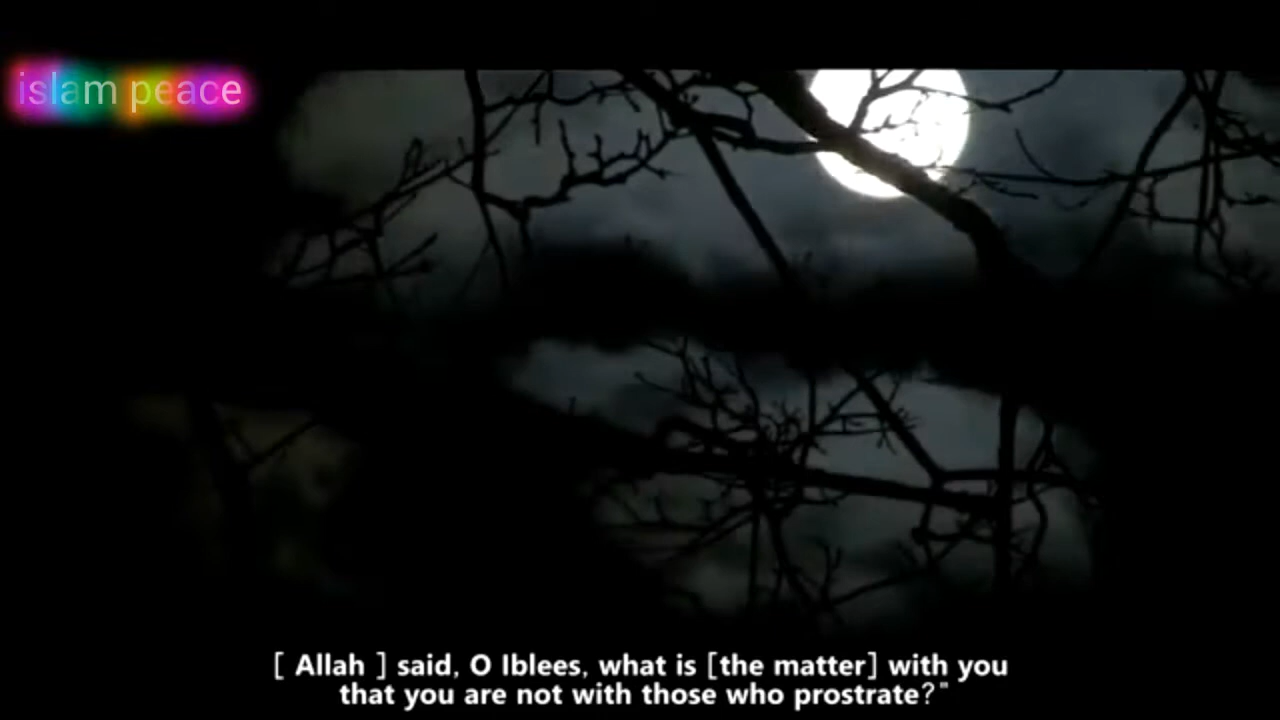 islam peace
[ Allah ] said, O Iblees, what is [the matter] with you
that you are not with those who prostrate?"